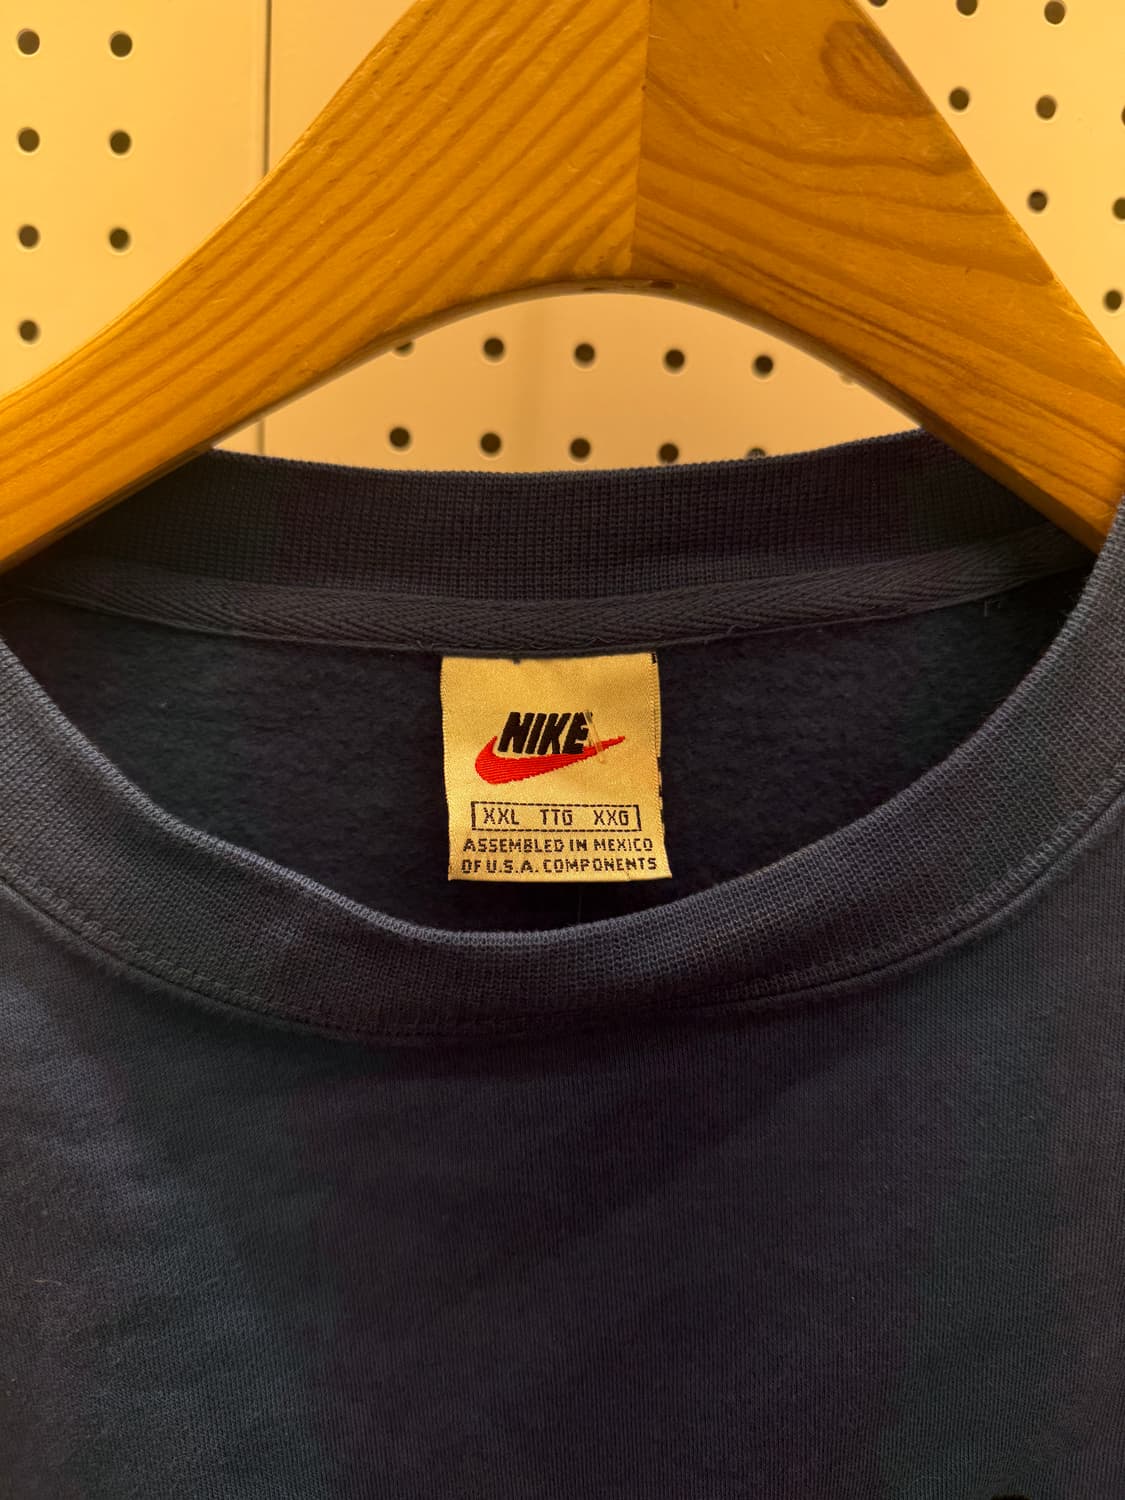 NIKE
XXL TTG XXG
ASSEMBLED IN MEXICO
OF U.S.A. COMPONENTS